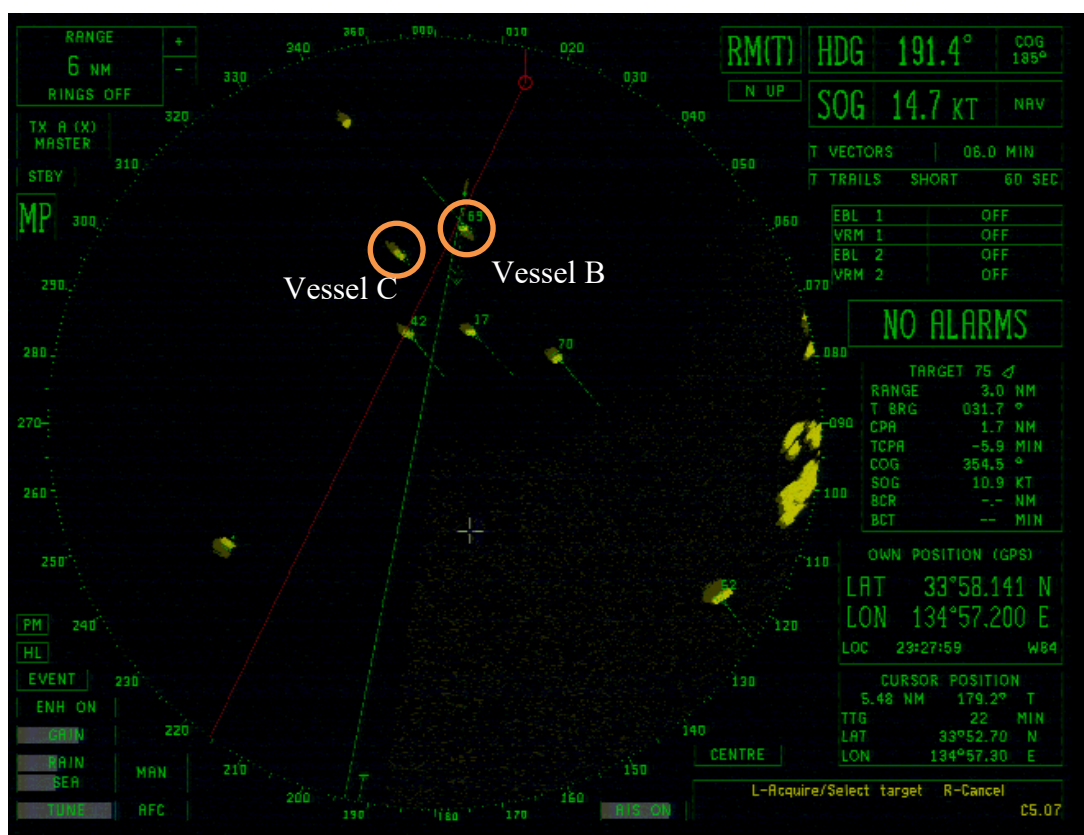 RANGE
6 NM
RINGS OFF
+
-
TX A (X)
MASTER
STBY
MP
PM
HL
EVENT
ENH ON
GAIN
RAIN
SEA
TUNE
MAN
AFC
360
000
010
020
030
040
050
060
070
080
090
100
110
120
130
140
150
160
170
180
190
200
210
220
230
240
250
260
270
280
290
300
310
320
330
340
65
Vessel C
Vessel B
42
17
70
52
T
CENTRE
AIS ON
RM(T)
N UP
HDG 191.4° COG
185°
SOG 14.7 KT NAV
T VECTORS 06.0 MIN
T TRAILS SHORT 60 SEC
EBL 1 OFF
VRM 1 OFF
EBL 2 OFF
VRM 2 OFF
NO ALARMS
TARGET 75
RANGE 3.0 NM
T BRG 031.7 °
CPA 1.7 NM
TCPA -5.9 MIN
COG 354.5 °
SOG 10.9 KT
BCR -.- NM
BCT -- MIN
OWN POSITION (GPS)
LAT 33°58.141 N
LON 134°57.200 E
LOC 23:27:59 W84
CURSOR POSITION
5.48 NM 179.2° T
TTG 22 MIN
LAT 33°52.70 N
LON 134°57.30 E
L-Acquire/Select target R-Cancel
C5.07